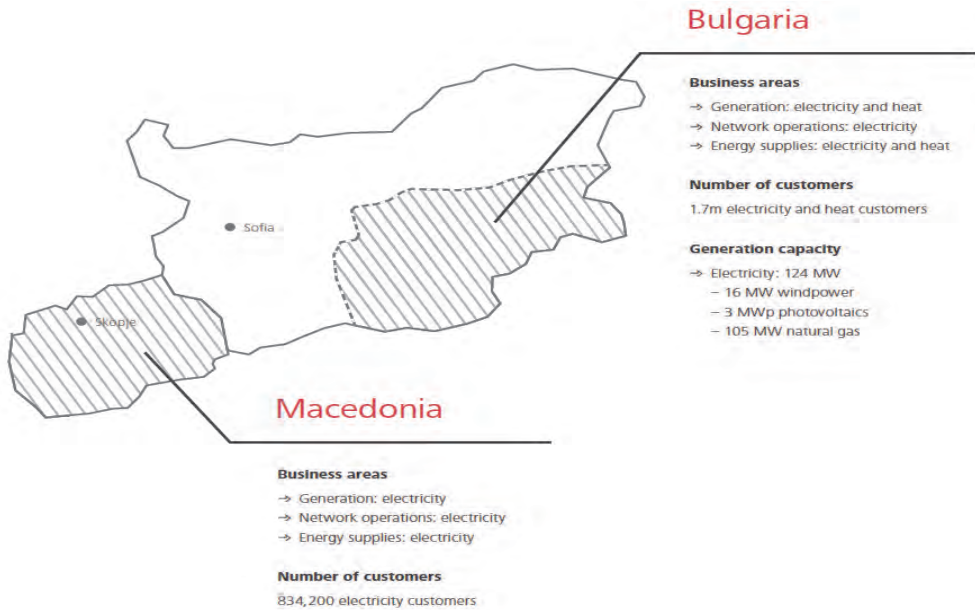 Bulgaria
Business areas
→ Generation: electricity and heat
→ Network operations: electricity
→ Energy supplies: electricity and heat
Number of customers
1.7m electricity and heat customers
Generation capacity
→ Electricity: 124 MW
– 16 MW windpower
– 3 MWp photovoltaics
– 105 MW natural gas
Sofia
Skopje
Macedonia
Business areas
→ Generation: electricity
→ Network operations: electricity
→ Energy supplies: electricity
Number of customers
834,200 electricity customers